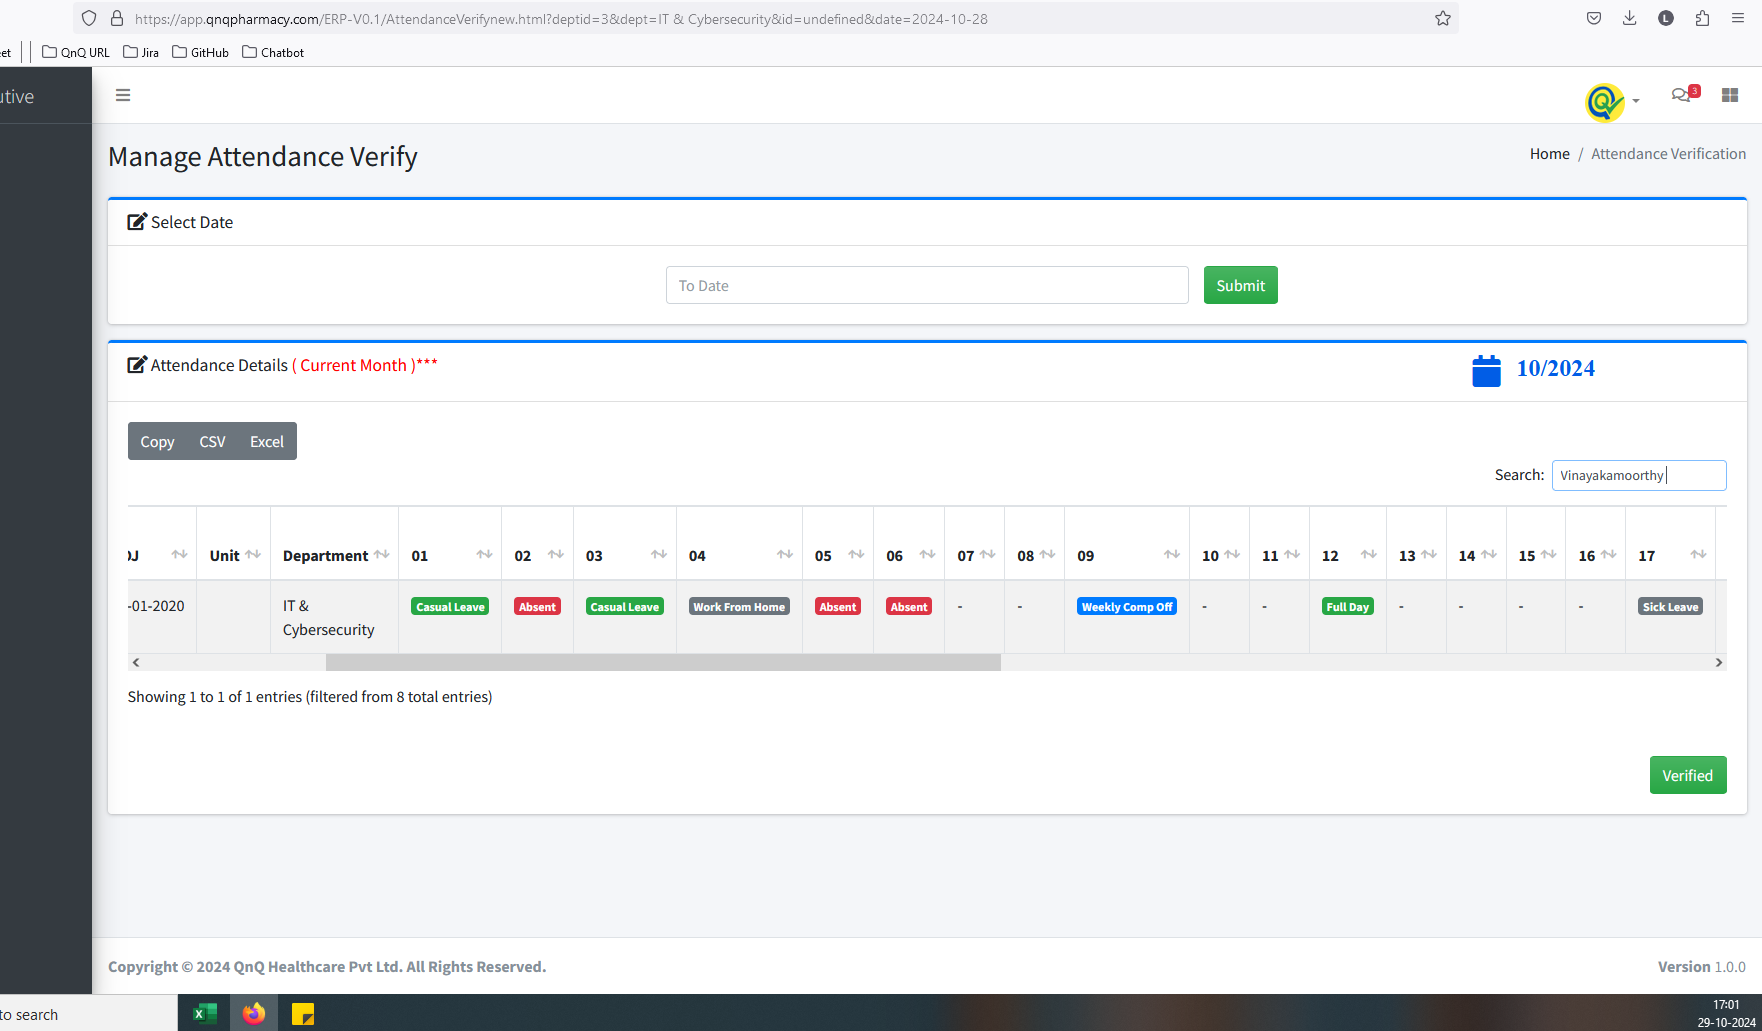 https://app.qnqpharmacy.com/ERP-V0.1/AttendanceVerifynew.html?deptid=3&dept=IT & Cybersecurity&id=undefined&date=2024-10-28
L
QnQ URL Jira GitHub Chatbot
3
Manage Attendance Verify
Home / Attendance Verification
Select Date
To Date Submit
Attendance Details ( Current Month )*** 10/2024
Copy CSV Excel
Search: Vinayakamoorthy
Unit Department 01 02 03 04 05 06 07 08 09 10 11 12 13 14 15 16 17
-01-2020 IT & Casual Leave Absent Casual Leave Work From Home Absent Absent - - Weekly Comp Off - - Full Day - - - - Sick Leave
Cybersecurity
Showing 1 to 1 of 1 entries (filtered from 8 total entries)
Verified
Copyright © 2024 QnQ Healthcare Pvt Ltd. All Rights Reserved. Version 1.0.0
to search 17:01
29-10-2024